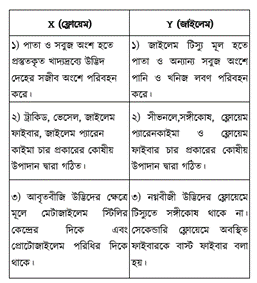 X (ফ্লোয়েম)
Y (জাইলেম)
১) পাতা ও সবুজ অংশ হতে
প্রস্তুতকৃত খাদ্যদ্রব্যে উদ্ভিদ
দেহের সজীব অংশে পরিবহন
করে।
১) জাইলেম টিস্যু মূল হতে
পাতা ও অন্যান্য সবুজ অংশে
পানি ও খনিজ লবণ পরিবহন
করে।
২) ট্রাকিড, ভেসেল, জাইলেম
ফাইবার, জাইলেম প্যারেন
কাইমা চার প্রকারের কোষীয়
উপাদান দ্বারা গঠিত।
২) সীভনলে,সঙ্গীকোষ, ফ্লোয়েম
প্যারেনকাইমা ও ফ্লোয়েম
ফাইবার চার প্রকারের কোষীয়
উপাদান দ্বারা গঠিত।
৩) আবৃতবীজি উদ্ভিদের ক্ষেত্রে
মূলে মেটাজাইলেম স্টিলির
কেন্দ্রের দিকে এবং
প্রোটোজাইলেম পরিধির দিকে
থাকে।
৩) নগ্নবীজী উদ্ভিদের ফ্লোয়েমে
টিস্যুতে সঙ্গীকোষ থাকে না।
সেকেন্ডারি ফ্লোয়েমে অবস্থিত
ফাইবারকে বাস্ট ফাইবার বলা
হয়।